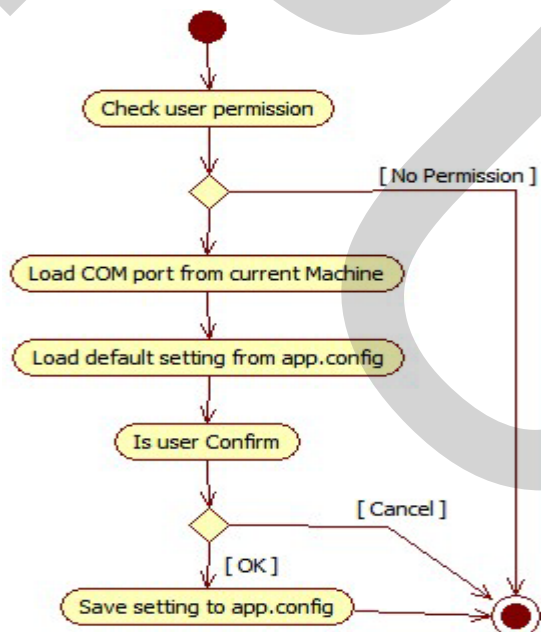 Check user permission
[ No Permission ]
Load COM port from current Machine
Load default setting from app.config
Is user Confirm
[ Cancel ]
[ OK ]
Save setting to app.config